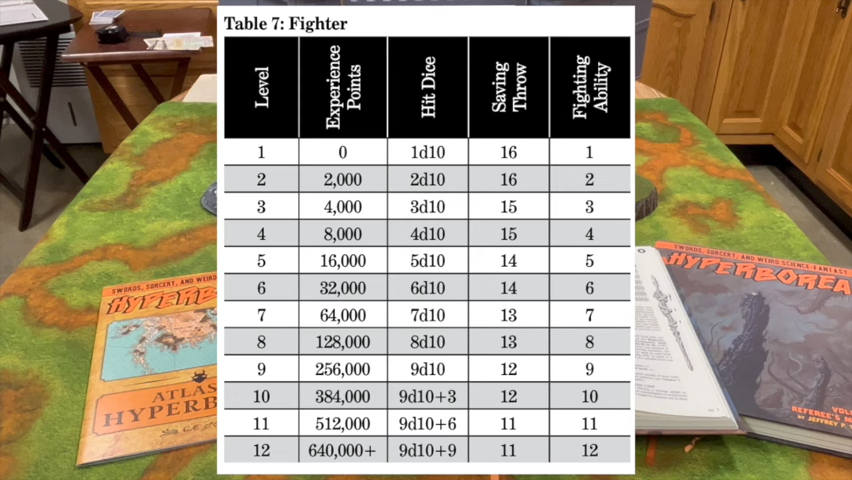 Table 7: Fighter
Level Experience Points Hit Dice Saving Throw Fighting Ability
1 0 1d10 16 1
2 2,000 2d10 16 2
3 4,000 3d10 15 3
4 8,000 4d10 15 4
5 16,000 5d10 14 5
6 32,000 6d10 14 6
7 64,000 7d10 13 7
8 128,000 8d10 13 8
9 256,000 9d10 12 9
10 384,000 9d10+3 12 10
11 512,000 9d10+6 11 11
12 640,000+ 9d10+9 11 12
SWORDS, SORCERY, AND WEIRD
HYPERB
ATLAS
HYPERB
SWORDS, SORCERY, AND WEIRD SCIENCE-FANTASY
HYPERBOREA
VOL
REFEREE'S M
BY JEFFREY P.